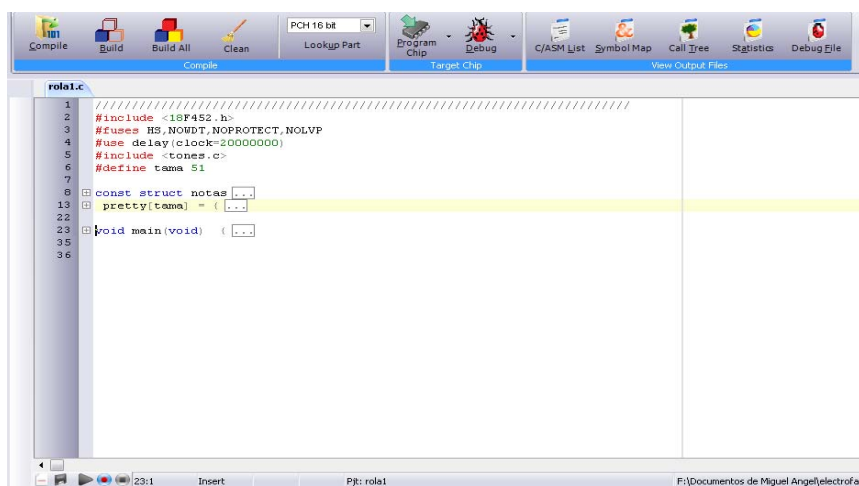 PCH 16 bit
Compile Build Build All Clean Lookup Part Program Chip Debug C/ASM List Symbol Map Call Tree Statistics Debug File
Compile Target Chip View Output Files
rola1.c
1 //////////////////////////////////////////////////////////////////////////
2 #include <18F452.h>
3 #fuses HS,NOWDT,NOPROTECT,NOLVP
4 #use delay(clock=20000000)
5 #include <tones.c>
6 #define tama 51
7
8 const struct notas ...
13 pretty[tama] = { ...
22
23 void main(void) { ...
35
36
23:1 Insert Pjt: rola1 F:\Documentos de Miguel Angel\electrofa